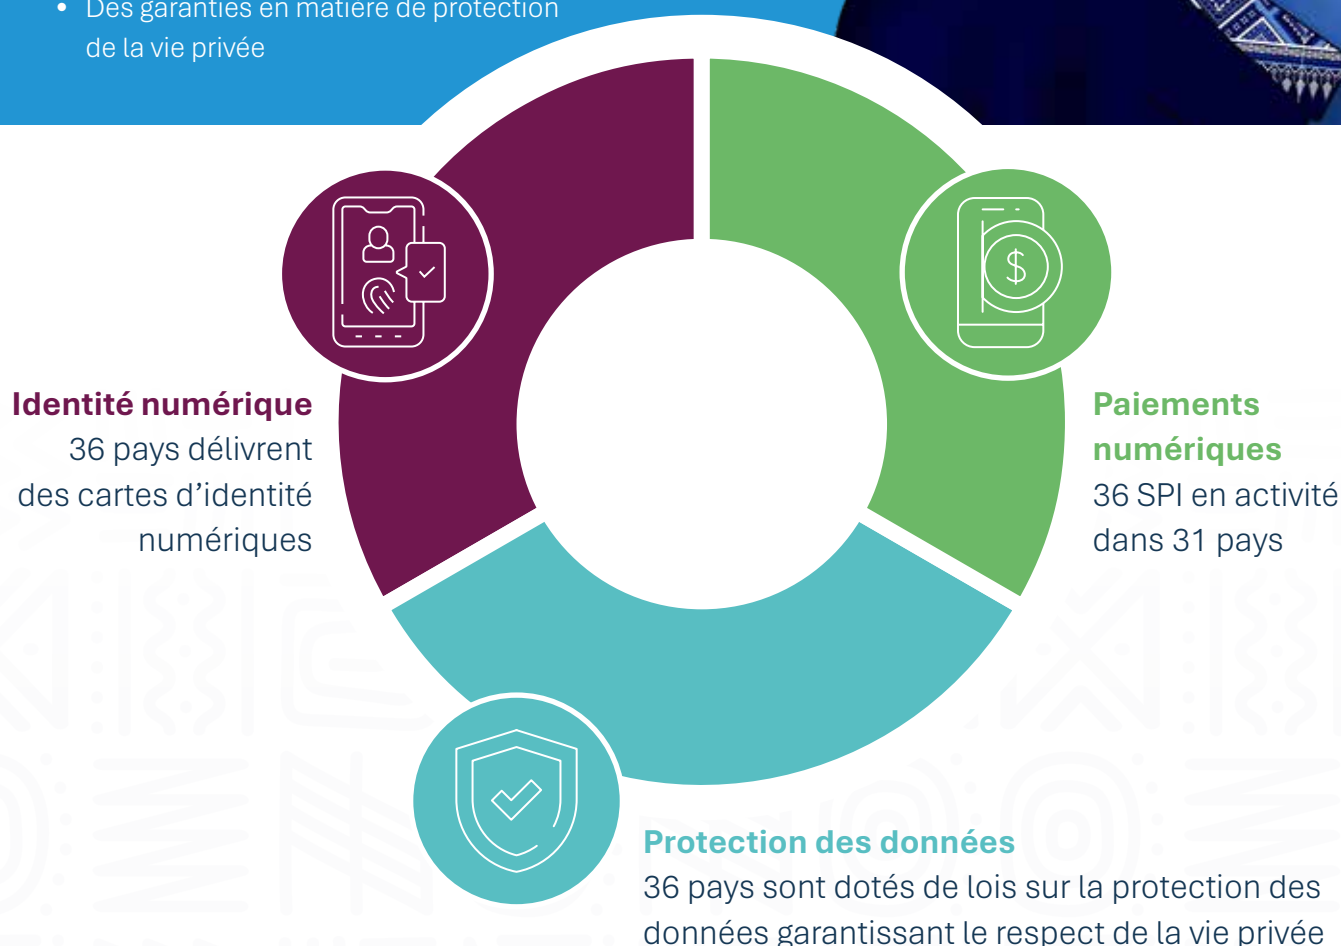 • Des garanties en matière de protection
de la vie privée
Identité numérique
36 pays délivrent
des cartes d’identité
numériques
$
Paiements
numériques
36 SPI en activité
dans 31 pays
Protection des données
36 pays sont dotés de lois sur la protection des
données garantissant le respect de la vie privée